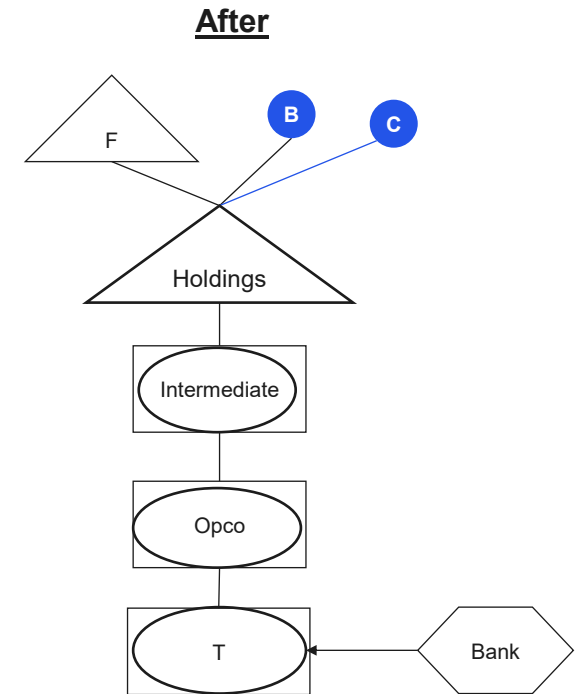 After
F
B
C
Holdings
Intermediate
Opco
T
Bank